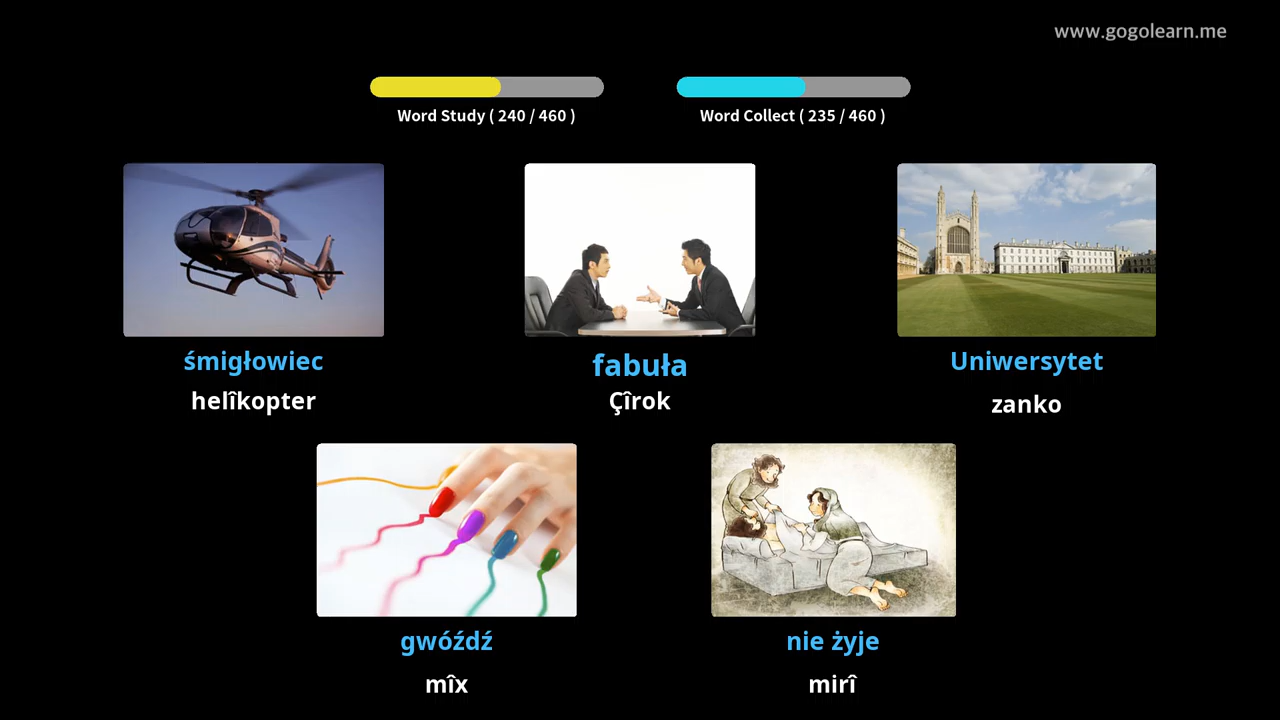 www.gogolearn.me
Word Study ( 240 / 460 )
Word Collect ( 235 / 460 )
śmigłowiec
helîkopter
fabuła
Çîrok
Uniwersytet
zanko
gwóźdź
mîx
nie żyje
mirî